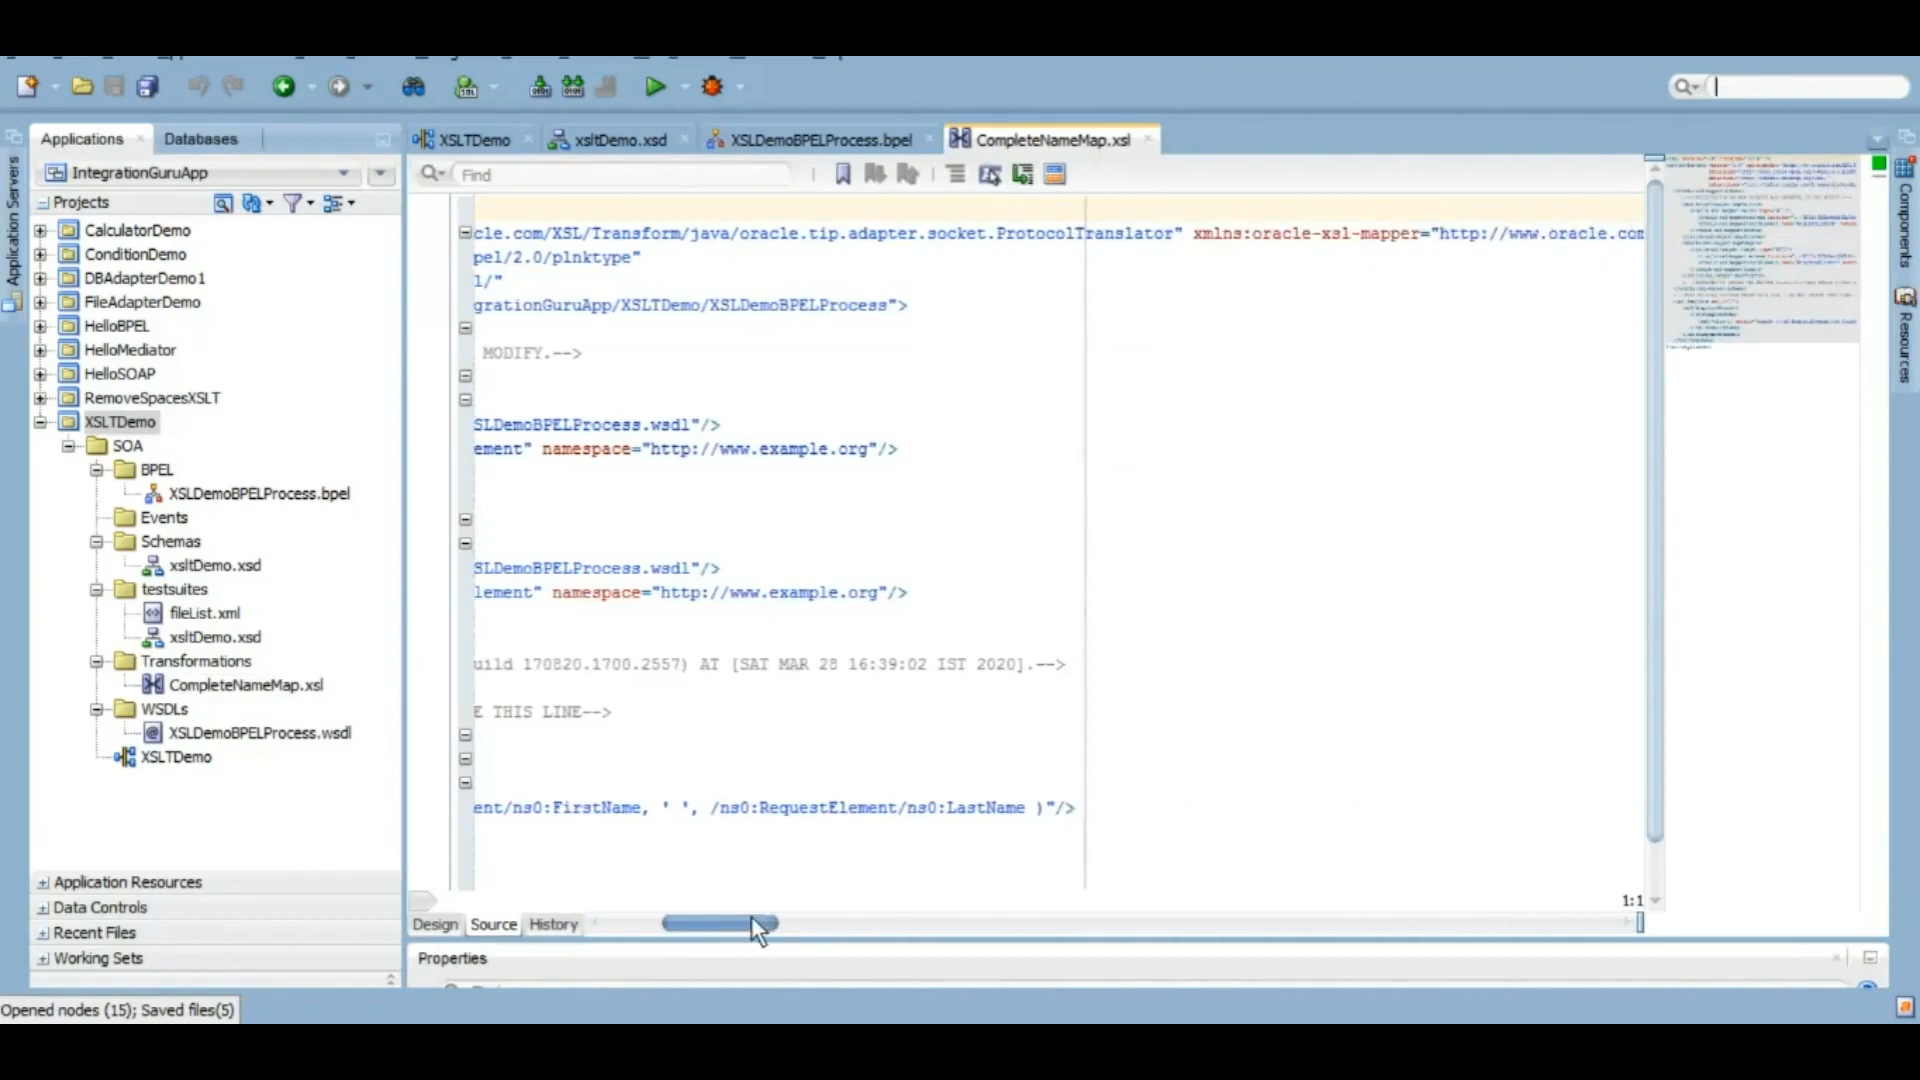 Applications
Databases
XSLTDemo
xsltDemo.xsd
XSLDemoBPELProcess.bpel
CompleteNameMap.xsl
IntegrationGuruApp
Find
Projects
CalculatorDemo
ConditionDemo
DBAdapterDemo1
FileAdapterDemo
HelloBPEL
HelloMediator
HelloSOAP
RemoveSpacesXSLT
XSLTDemo
SOA
BPEL
XSLDemoBPELProcess.bpel
Events
Schemas
xsltDemo.xsd
testsuites
fileList.xml
xsltDemo.xsd
Transformations
CompleteNameMap.xsl
WSDLs
XSLDemoBPELProcess.wsdl
XSLTDemo
Application Resources
Data Controls
Recent Files
Working Sets
Application Servers
cle.com/XSL/Transform/java/oracle.tip.adapter.socket.ProtocolTranslator" xmlns:oracle-xsl-mapper="http://www.oracle.com
pel/2.0/plnktype"
l/"
grationGuruApp/XSLTDemo/XSLDemoBPELProcess">
MODIFY.-->
SLDemoBPELProcess.wsdl"/>
ement" namespace="http://www.example.org"/>
SLDemoBPELProcess.wsdl"/>
lement" namespace="http://www.example.org"/>
uild 170820.1700.2557) AT [SAT MAR 28 16:39:02 IST 2020].-->
E THIS LINE-->
ent/ns0:FirstName, ' ', /ns0:RequestElement/ns0:LastName )"/>
1:1
Design
Source
History
Properties
Components
Resources
Opened nodes (15); Saved files(5)